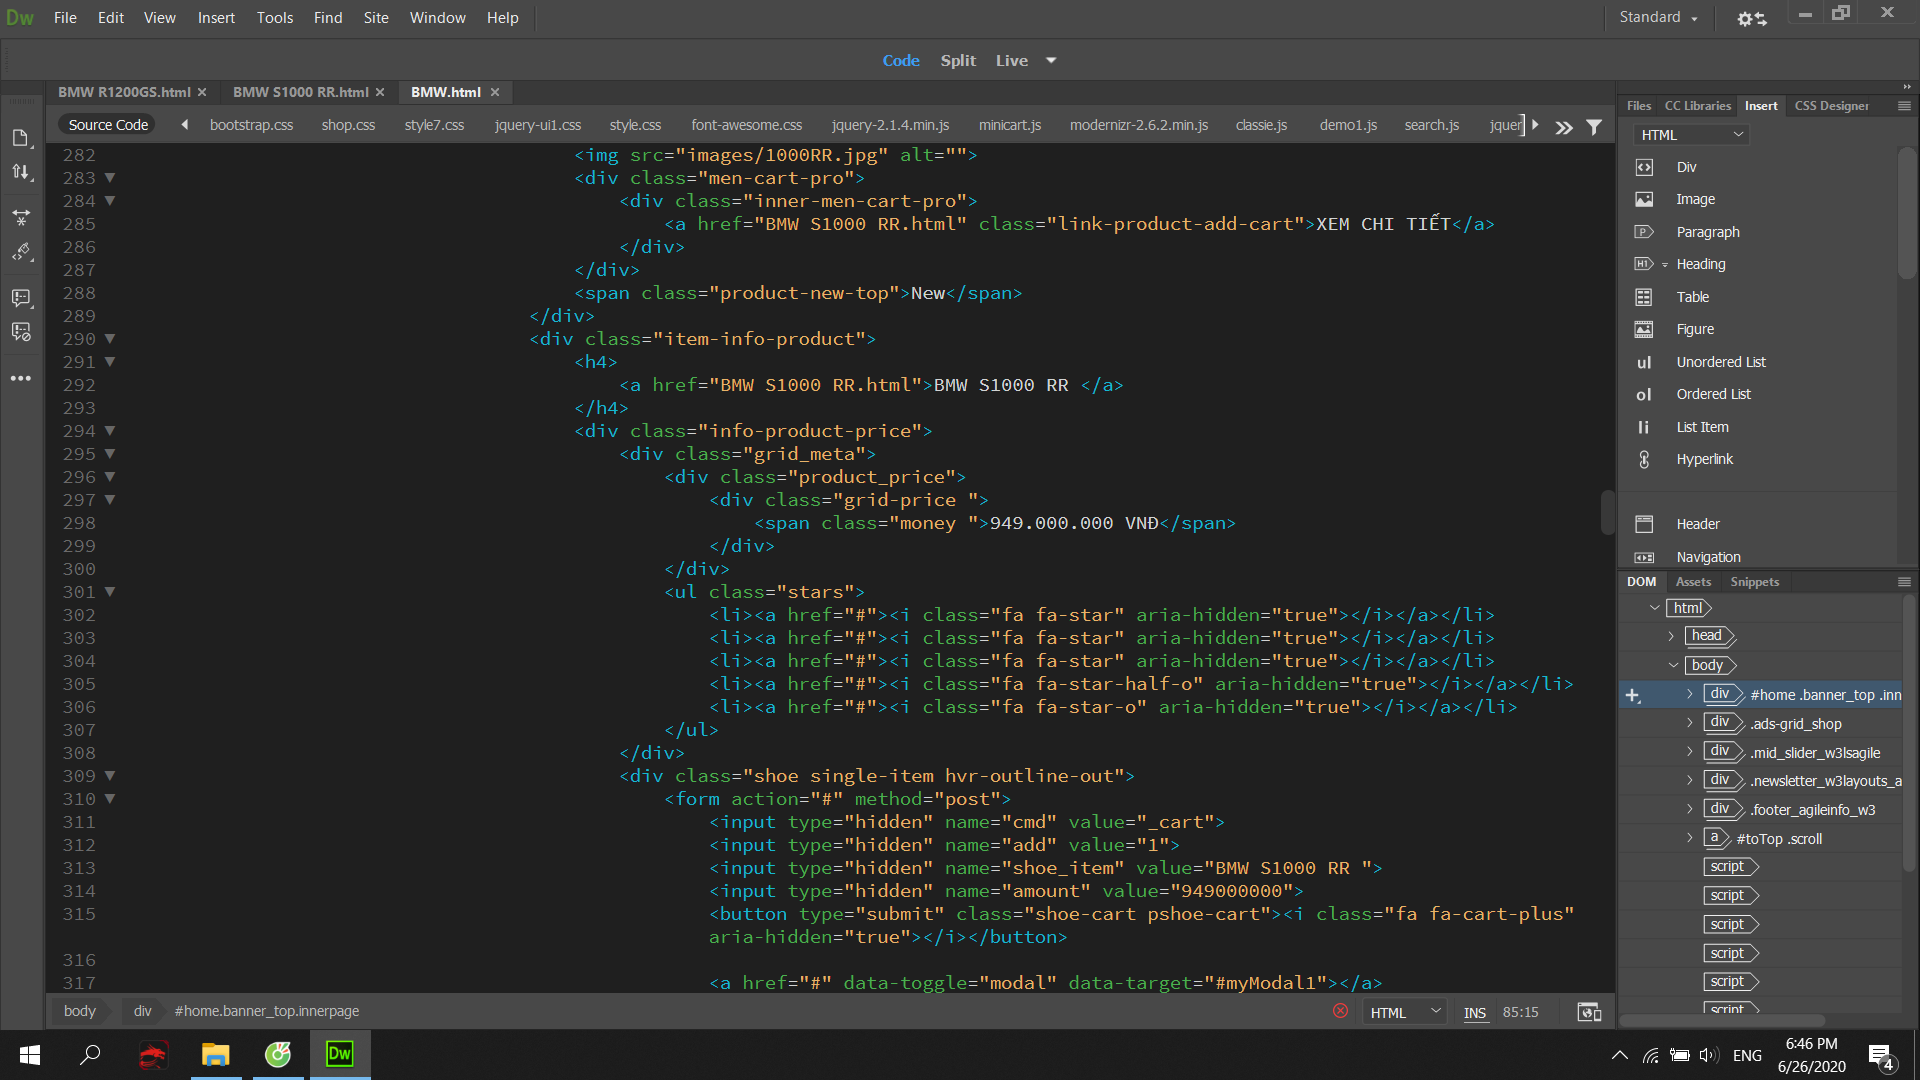 Dw File Edit View Insert Tools Find Site Window Help Standard
Code Split Live
BMW R1200GS.html BMW S1000 RR.html BMW.html
Source Code bootstrap.css shop.css style7.css jquery-ui1.css style.css font-awesome.css jquery-2.1.4.min.js minicart.js modernizr-2.6.2.min.js classie.js demo1.js search.js jquer
282 <img src="images/1000RR.jpg" alt="">
283 <div class="men-cart-pro">
284 <div class="inner-men-cart-pro">
285 <a href="BMW S1000 RR.html" class="link-product-add-cart">XEM CHI TIẾT</a>
286 </div>
287 </div>
288 <span class="product-new-top">New</span>
289 </div>
290 <div class="item-info-product">
291 <h4>
292 <a href="BMW S1000 RR.html">BMW S1000 RR </a>
293 </h4>
294 <div class="info-product-price">
295 <div class="grid_meta">
296 <div class="product_price">
297 <div class="grid-price ">
298 <span class="money ">949.000.000 VNĐ</span>
299 </div>
300 </div>
301 <ul class="stars">
302 <li><a href="#"><i class="fa fa-star" aria-hidden="true"></i></a></li>
303 <li><a href="#"><i class="fa fa-star" aria-hidden="true"></i></a></li>
304 <li><a href="#"><i class="fa fa-star" aria-hidden="true"></i></a></li>
305 <li><a href="#"><i class="fa fa-star-half-o" aria-hidden="true"></i></a></li>
306 <li><a href="#"><i class="fa fa-star-o" aria-hidden="true"></i></a></li>
307 </ul>
308 </div>
309 <div class="shoe single-item hvr-outline-out">
310 <form action="#" method="post">
311 <input type="hidden" name="cmd" value="_cart">
312 <input type="hidden" name="add" value="1">
313 <input type="hidden" name="shoe_item" value="BMW S1000 RR ">
314 <input type="hidden" name="amount" value="949000000">
315 <button type="submit" class="shoe-cart pshoe-cart"><i class="fa fa-cart-plus"
aria-hidden="true"></i></button>
316
317 <a href="#" data-toggle="modal" data-target="#myModal1"></a>
body div #home.banner_top.innerpage HTML INS 85:15
Files CC Libraries Insert CSS Designer
HTML
Div
Image
Paragraph
H1 Heading
Table
Figure
ul Unordered List
ol Ordered List
li List Item
Hyperlink
Header
Navigation
DOM Assets Snippets
html
head
body
div #home .banner_top .inn
div .ads-grid_shop
div .mid_slider_w3lsagile
div .newsletter_w3layouts_a
div .footer_agileinfo_w3
a #toTop .scroll
script
script
script
script
script
script
Dw ENG 6:46 PM
6/26/2020 4